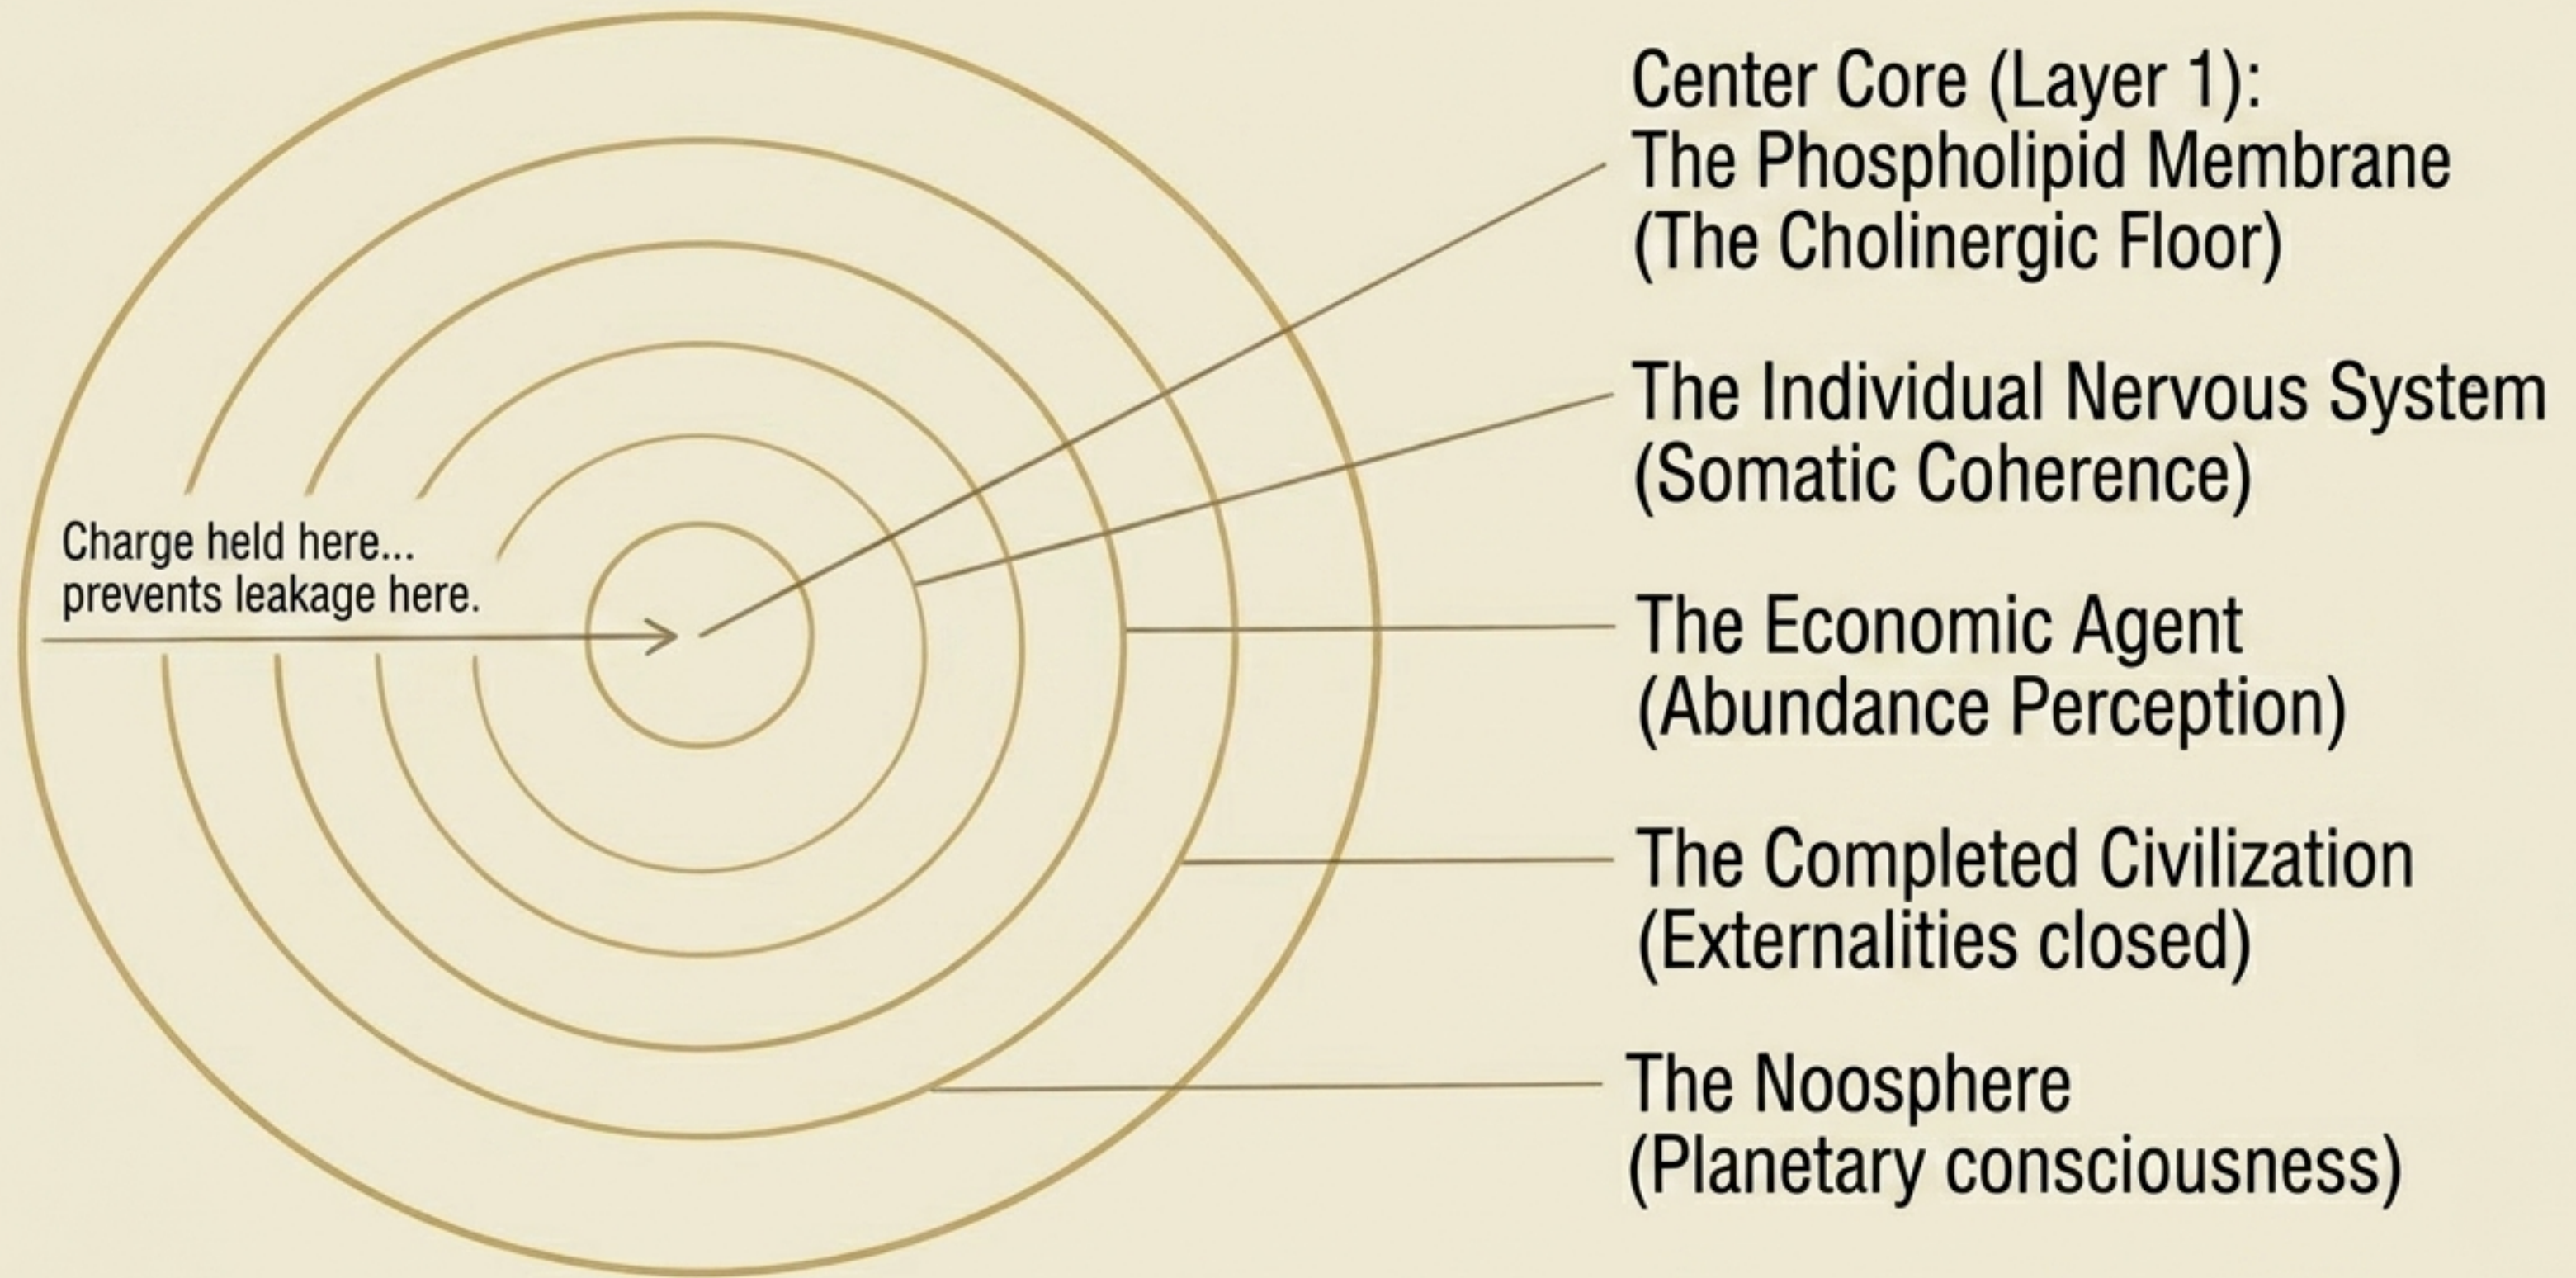 Center Core (Layer 1):
The Phospholipid Membrane
(The Cholinergic Floor)
The Individual Nervous System
(Somatic Coherence)
Charge held here...
prevents leakage here.
The Economic Agent
(Abundance Perception)
The Completed Civilization
(Externalities closed)
The Noosphere
(Planetary consciousness)